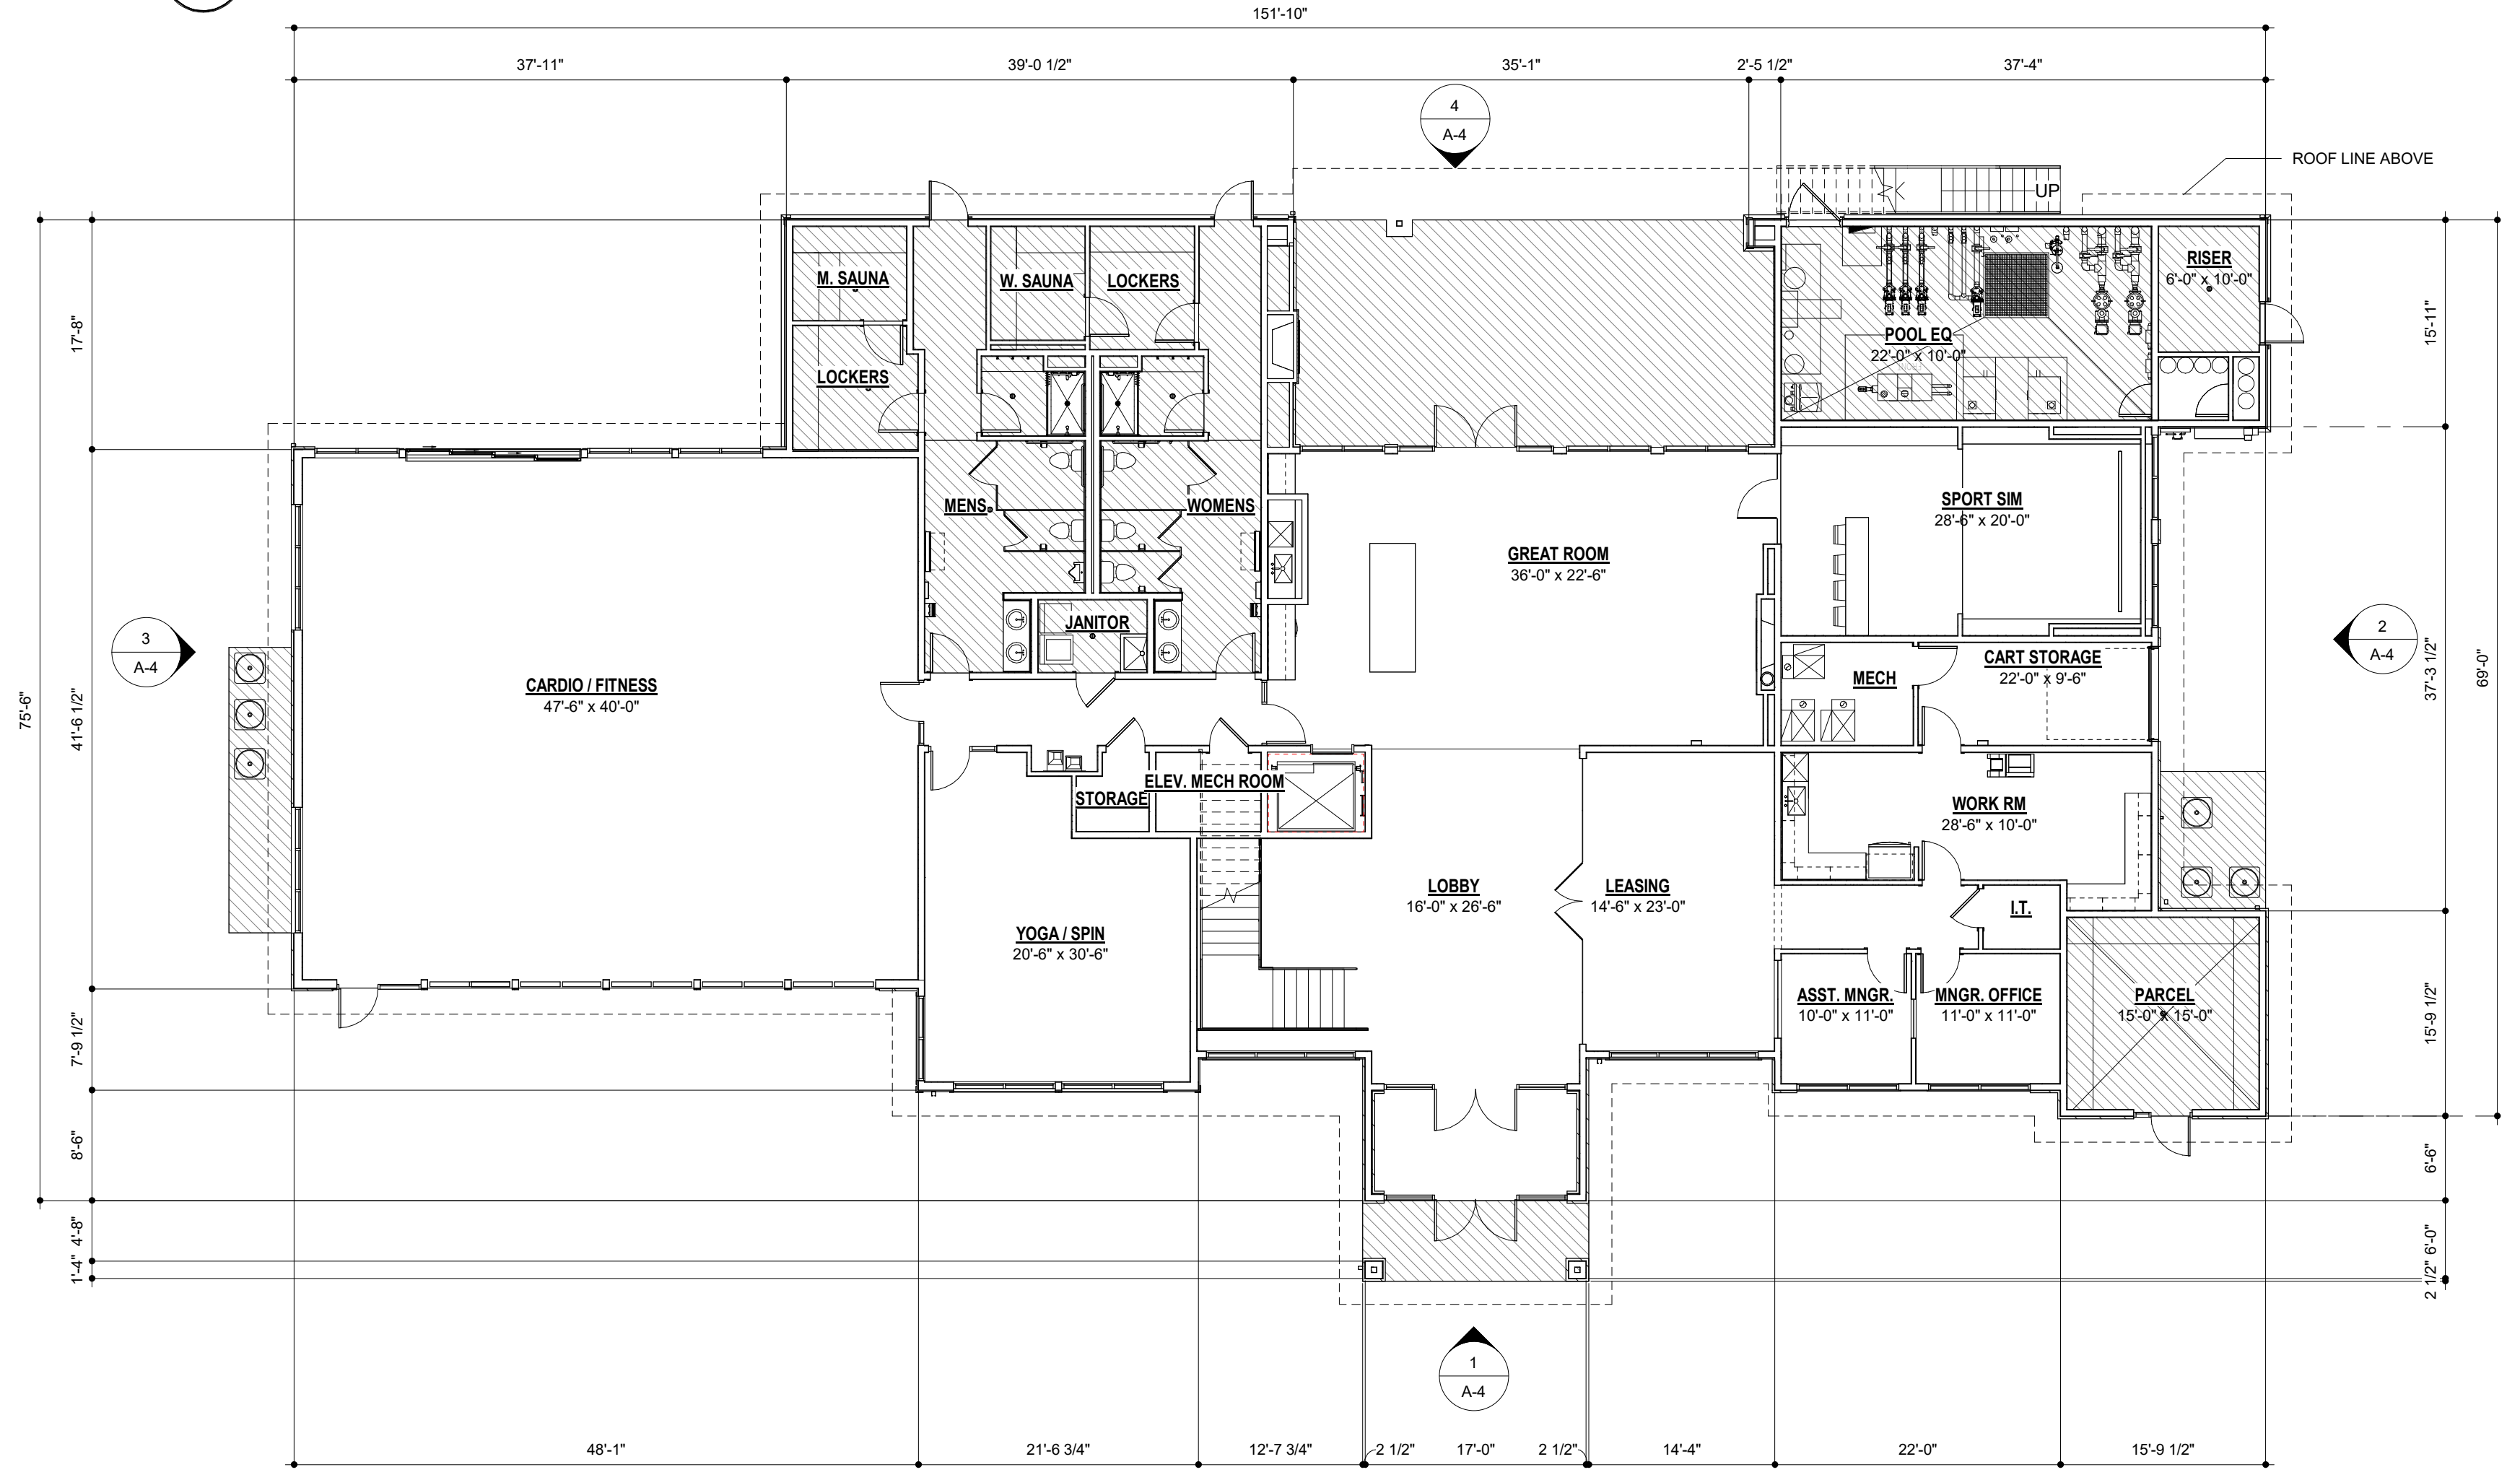 151'-10"
37'-11"
39'-0 1/2"
35'-1"
2'-5 1/2"
37'-4"
4
A-4
ROOF LINE ABOVE
UP
M. SAUNA
W. SAUNA
LOCKERS
RISER
6'-0" x 10'-0"
17'-8"
15'-11"
POOL EQ
22'-0" x 10'-0"
LOCKERS
MENS
WOMENS
SPORT SIM
28'-6" x 20'-0"
GREAT ROOM
36'-0" x 22'-6"
JANITOR
3
A-4
2
A-4
CARDIO / FITNESS
47'-6" x 40'-0"
MECH
CART STORAGE
22'-0" x 9'-6"
75'-6"
41'-6 1/2"
37'-3 1/2"
69'-0"
ELEV. MECH ROOM
STORAGE
WORK RM
28'-6" x 10'-0"
LOBBY
16'-0" x 26'-6"
LEASING
14'-6" x 23'-0"
I.T.
YOGA / SPIN
20'-6" x 30'-6"
ASST. MNGR.
10'-0" x 11'-0"
MNGR. OFFICE
11'-0" x 11'-0"
PARCEL
15'-0" x 15'-0"
7'-9 1/2"
15'-9 1/2"
8'-6"
6'-6"
4'-8"
6'-0"
1'-4"
2 1/2"
1
A-4
48'-1"
21'-6 3/4"
12'-7 3/4"
2 1/2"
17'-0"
2 1/2"
14'-4"
22'-0"
15'-9 1/2"